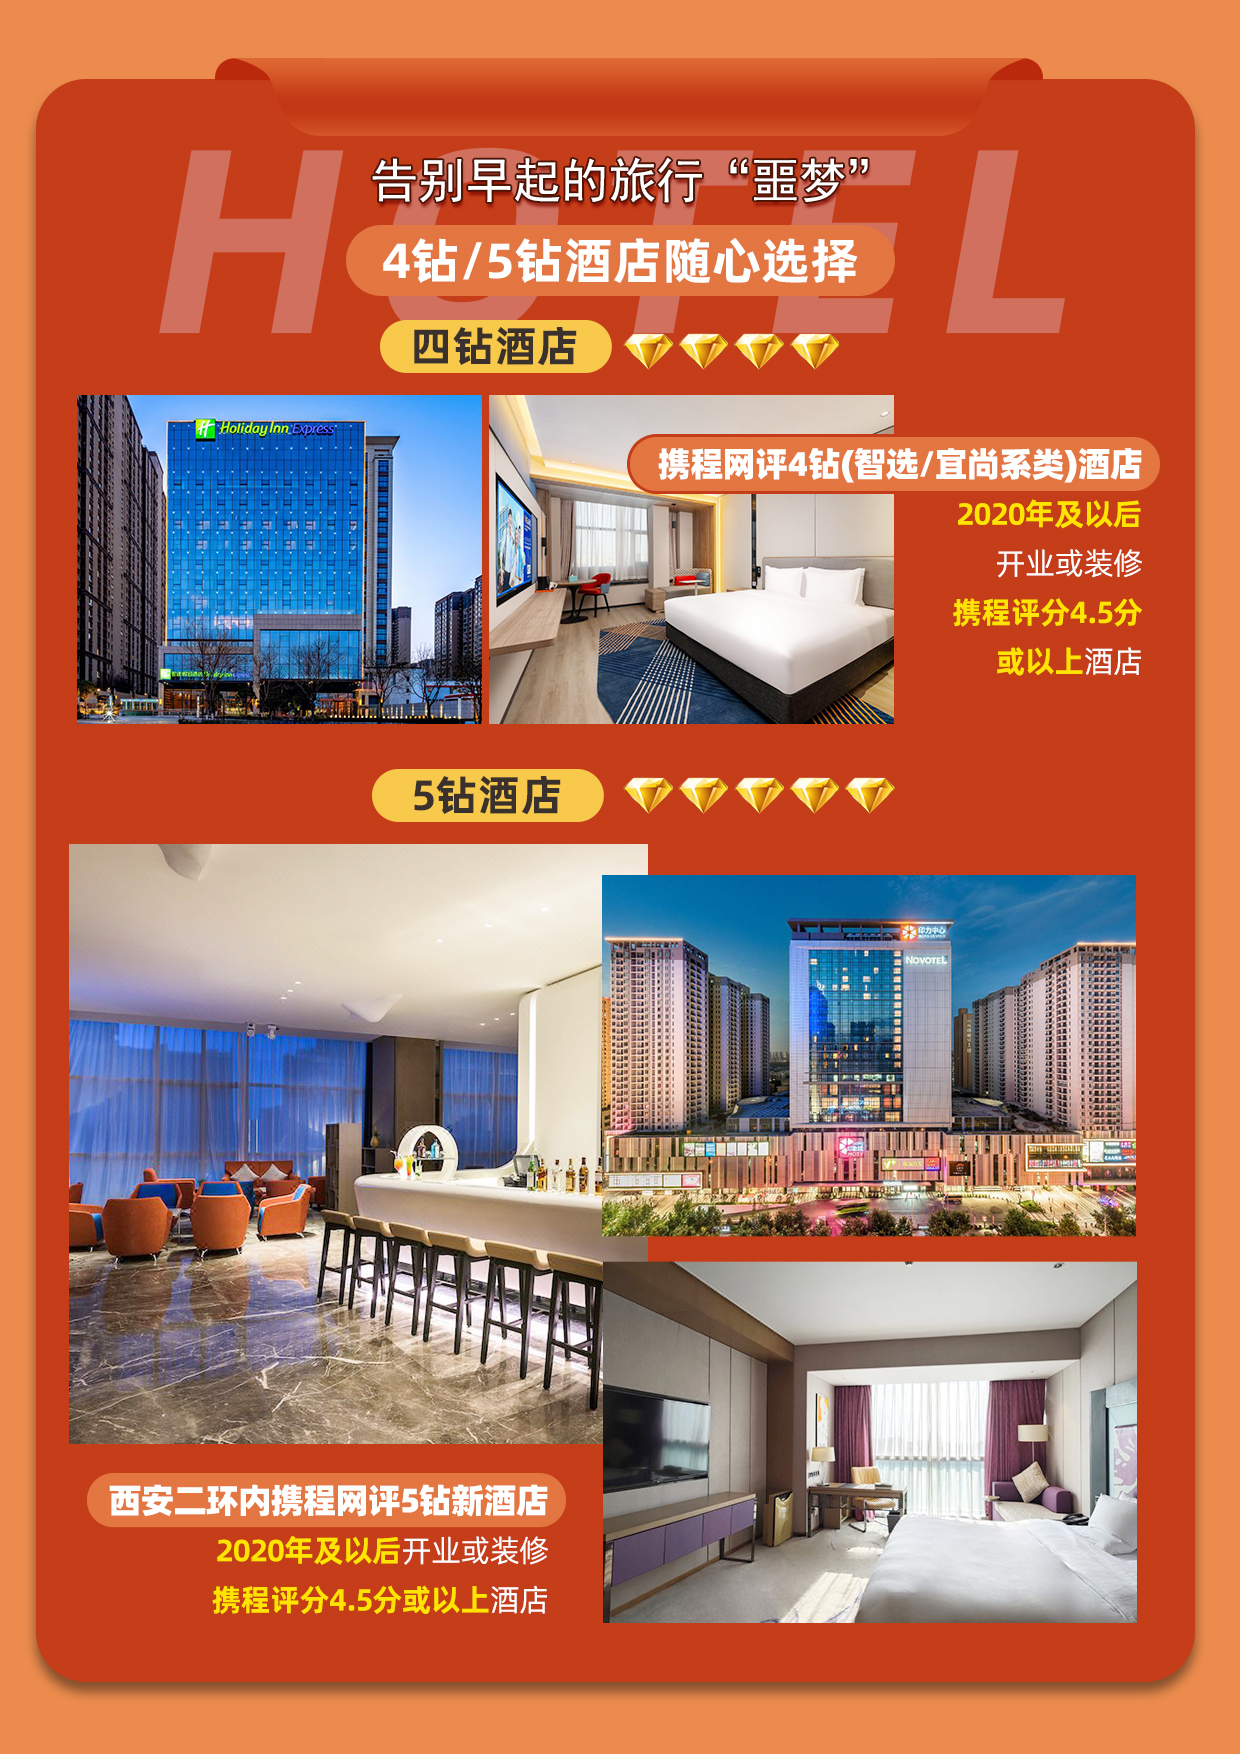 HOTEL
告别早起的旅行“噩梦”
4钻/5钻酒店随心选择
四钻酒店
Holiday Inn Express
携程网评4钻(智选/宜尚系类)酒店
2020年及以后
开业或装修
携程评分4.5分
或以上酒店
5钻酒店
印力中心
NOVOTEL
西安二环内携程网评5钻新酒店
2020年及以后开业或装修
携程评分4.5分或以上酒店